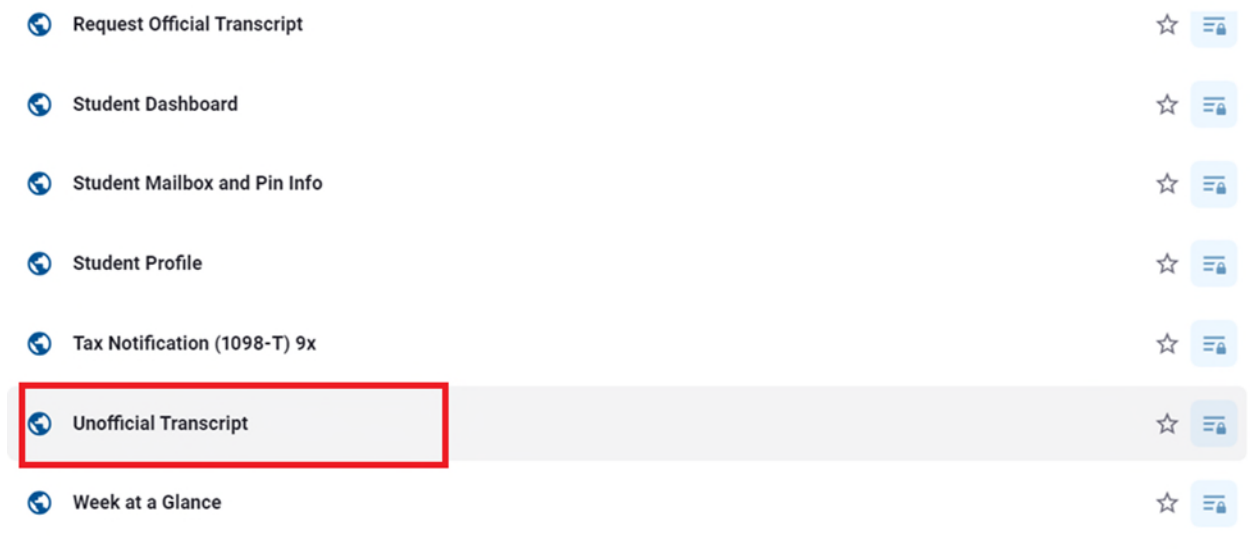 Request Official Transcript
Student Dashboard
Student Mailbox and Pin Info
Student Profile
Tax Notification (1098-T) 9x
Unofficial Transcript
Week at a Glance